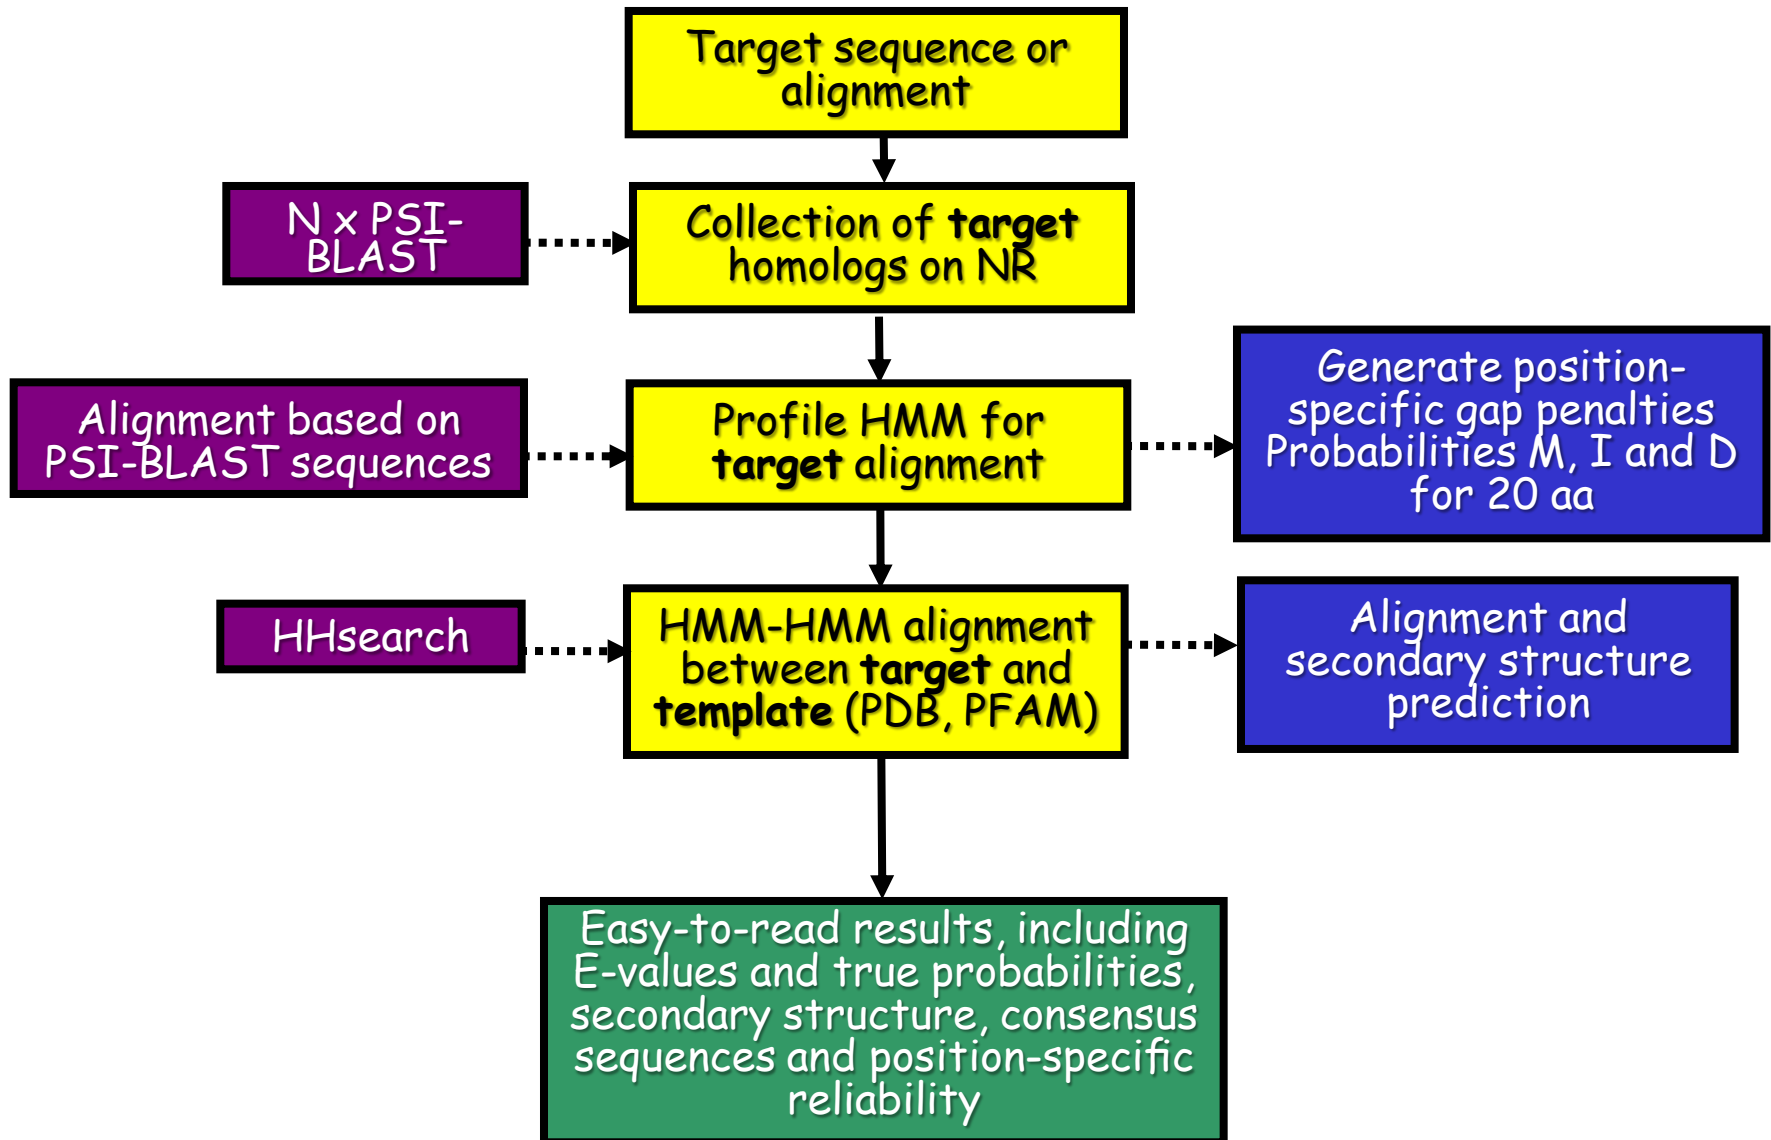 Target sequence or
alignment
N x PSI-
BLAST
Collection of target
homologs on NR
Alignment based on
PSI-BLAST sequences
Profile HMM for
target alignment
Generate position-
specific gap penalties
Probabilities M, I and D
for 20 aa
HHsearch
HMM-HMM alignment
between target and
template (PDB, PFAM)
Alignment and
secondary structure
prediction
Easy-to-read results, including
E-values and true probabilities,
secondary structure, consensus
sequences and position-specific
reliability